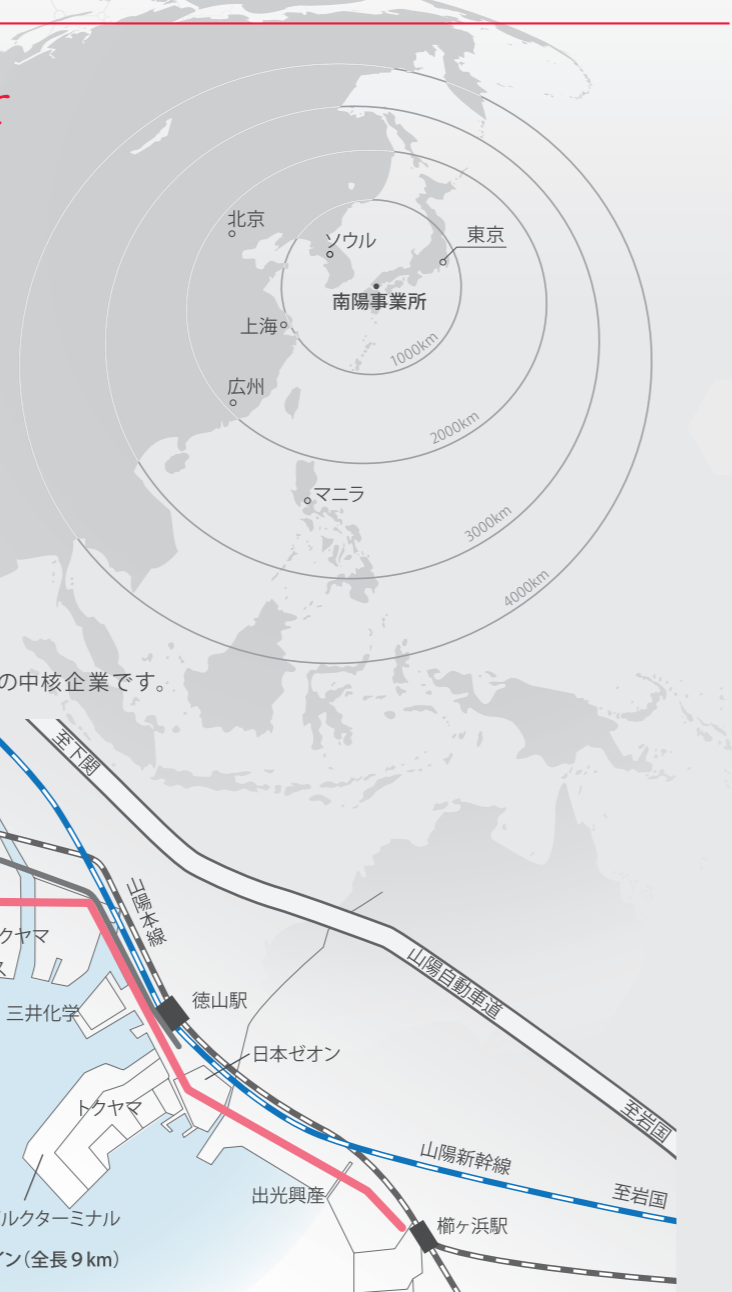 北京
ソウル
東京
南陽事業所
上海
1000km
広州
2000km
マニラ
3000km
4000km
の中核企業です。
至下関
山陽本線
クヤマ
ス
山陽自動車道
徳山駅
三井化学
日本ゼオン
トクヤマ
至岩国
山陽新幹線
至岩国
出光興産
ルクターミナル
櫛ヶ浜駅
イン(全長9km)